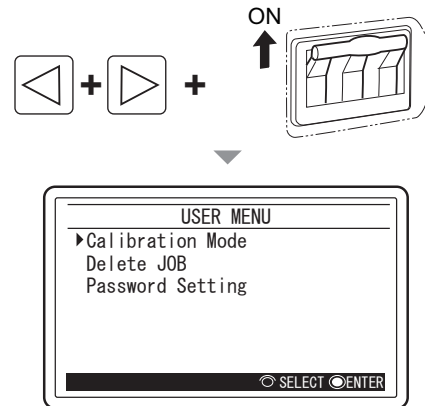 ON
+ +
USER MENU
Calibration Mode
Delete JOB
Password Setting
SELECT ENTER